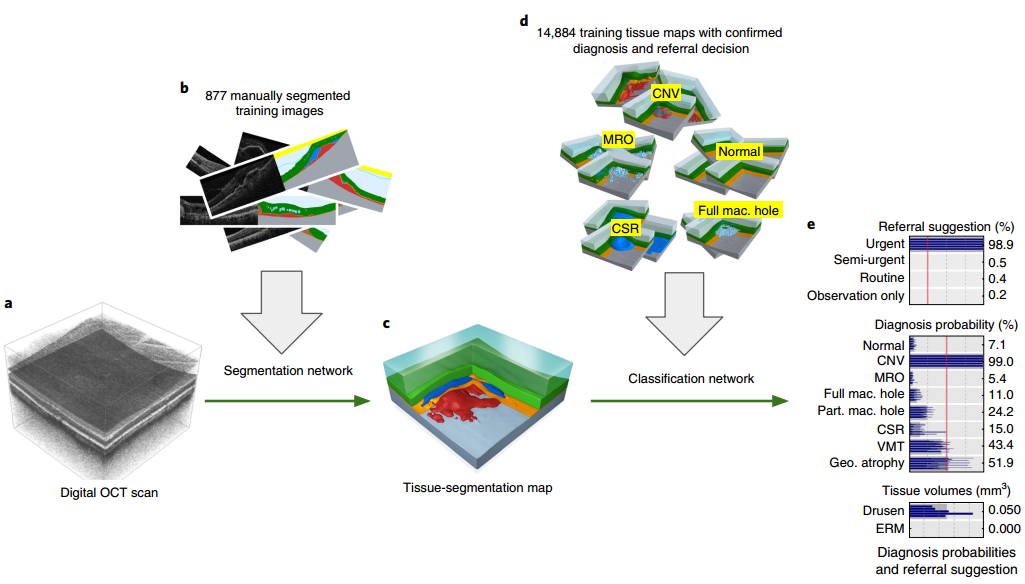 a
Digital OCT scan
b
877 manually segmented
training images
Segmentation network
c
Tissue-segmentation map
d
14,884 training tissue maps with confirmed
diagnosis and referral decision
CNV
MRO
Normal
CSR
Full mac. hole
Classification network
e
Referral suggestion (%)
Urgent 98.9
Semi-urgent 0.5
Routine 0.4
Observation only 0.2
Diagnosis probability (%)
Normal 7.1
CNV 99.0
MRO 5.4
Full mac. hole 11.0
Part. mac. hole 24.2
CSR 15.0
VMT 43.4
Geo. atrophy 51.9
Tissue volumes (mm³)
Drusen 0.050
ERM 0.000
Diagnosis probabilities
and referral suggestion